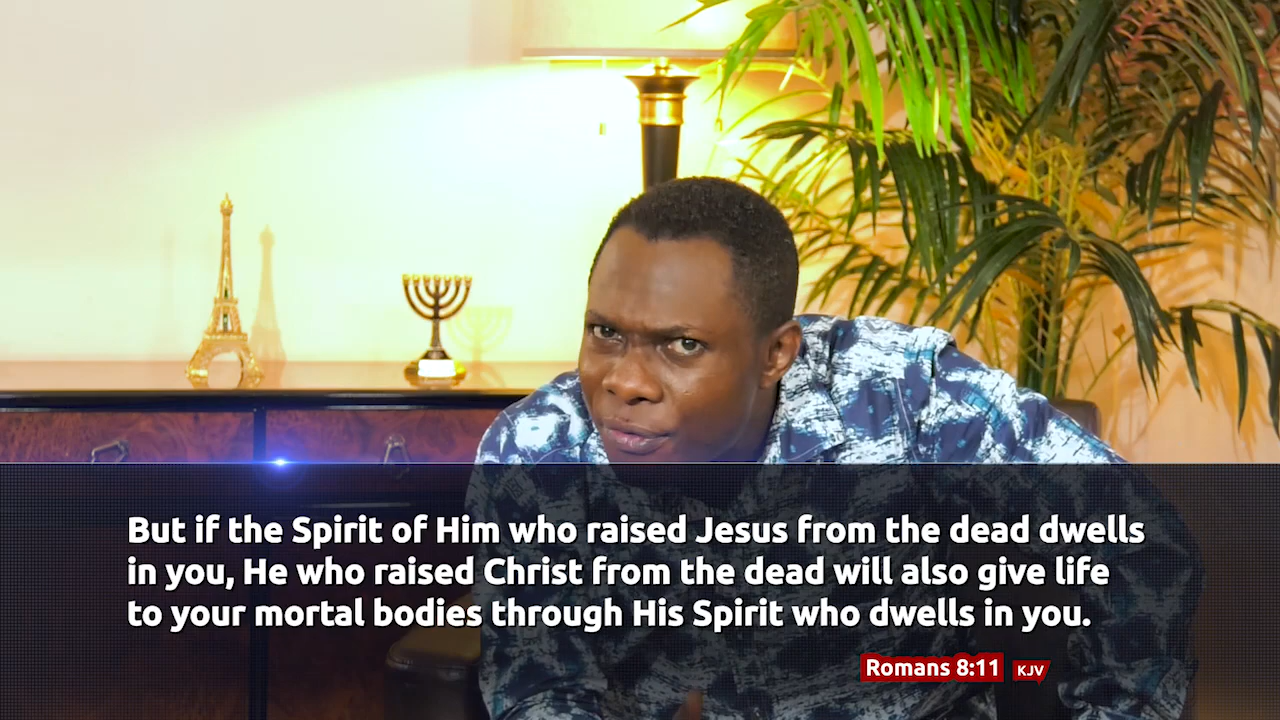 But if the Spirit of Him who raised Jesus from the dead dwells
in you, He who raised Christ from the dead will also give life
to your mortal bodies through His Spirit who dwells in you.
Romans 8:11 KJV